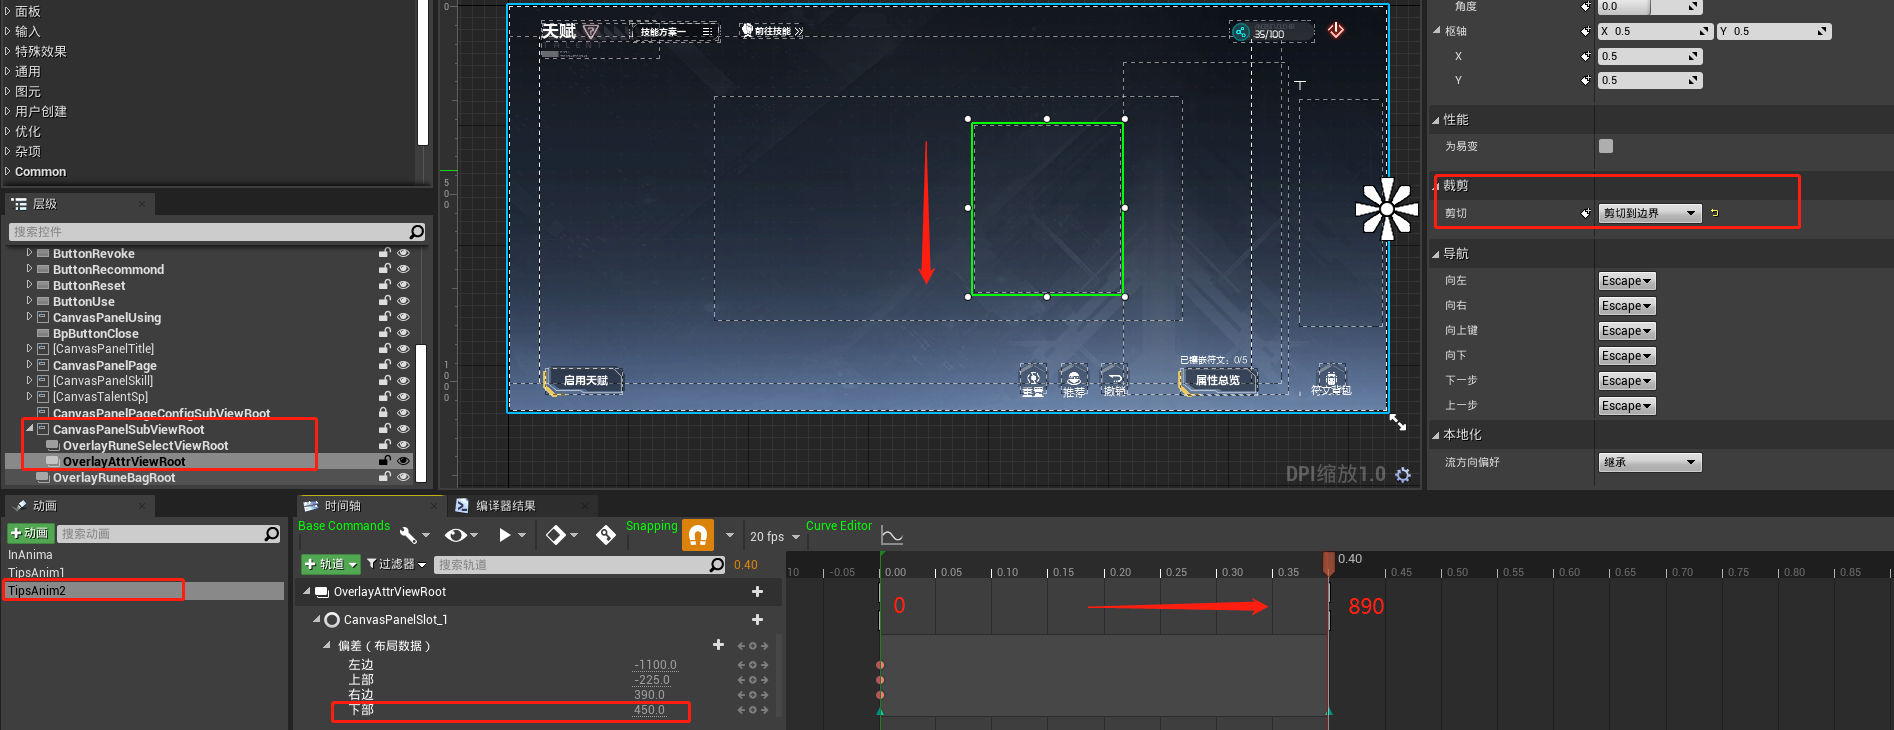 面板
输入
特殊效果
通用
图元
用户创建
优化
杂项
Common
层级
搜索控件
ButtonRevoke
ButtonRecommond
ButtonReset
ButtonUse
CanvasPanelUsing
BpButtonClose
[CanvasPanelTitle]
CanvasPanelPage
[CanvasPanelSkill]
[CanvasTalentSp]
CanvasPanelPageConfigSubViewRoot
CanvasPanelSubViewRoot
OverlayRuneSelectViewRoot
OverlayAttrViewRoot
OverlayRuneBagRoot
0
500
1000
天赋
TALENT
技能方案一
前往技能
35/100
已镶嵌符文：0/5
启用天赋
重置
推荐
撤销
属性总览
符文背包
DPI缩放1.0
角度
0.0
枢轴
X 0.5
Y 0.5
X
0.5
Y
0.5
性能
为易变
裁剪
剪切
剪切到边界
导航
向左
Escape
向右
Escape
向上键
Escape
向下
Escape
下一步
Escape
上一步
Escape
本地化
流方向偏好
继承
动画
+动画
搜索动画
InAnima
TipsAnim1
TipsAnim2
时间轴
编译器结果
Base Commands
Snapping
20 fps
Curve Editor
+轨道
过滤器
搜索轨道
0.40
OverlayAttrViewRoot
CanvasPanelSlot_1
偏差（布局数据）
左边
-1100.0
上部
-225.0
右边
390.0
下部
450.0
0.40
10
-0.05
0.00
0.05
0.10
0.15
0.20
0.25
0.30
0.35
0.45
0.50
0.55
0.60
0.65
0.70
0.75
0.80
0.85
0
890